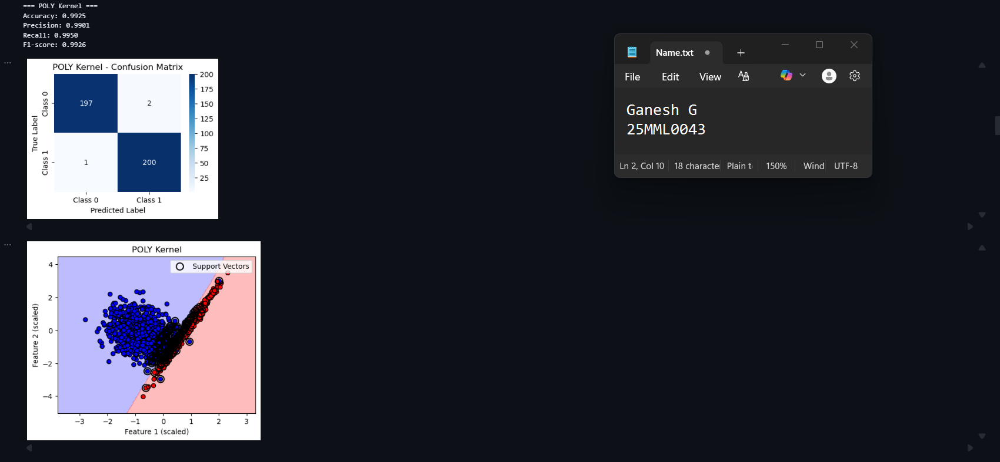 === POLY Kernel ===
Accuracy: 0.9925
Precision: 0.9901
Recall: 0.9950
F1-score: 0.9926
...
POLY Kernel - Confusion Matrix
True Label
Class 0
Class 1
197
2
1
200
Class 0
Class 1
Predicted Label
200
175
150
125
100
75
50
25
...
POLY Kernel
Support Vectors
Feature 2 (scaled)
4
2
0
−2
−4
−3
−2
−1
0
1
2
3
Feature 1 (scaled)
Name.txt
File
Edit
View
Ganesh G
25MML0043
Ln 2, Col 10
18 characte
Plain t
150%
Wind
UTF-8